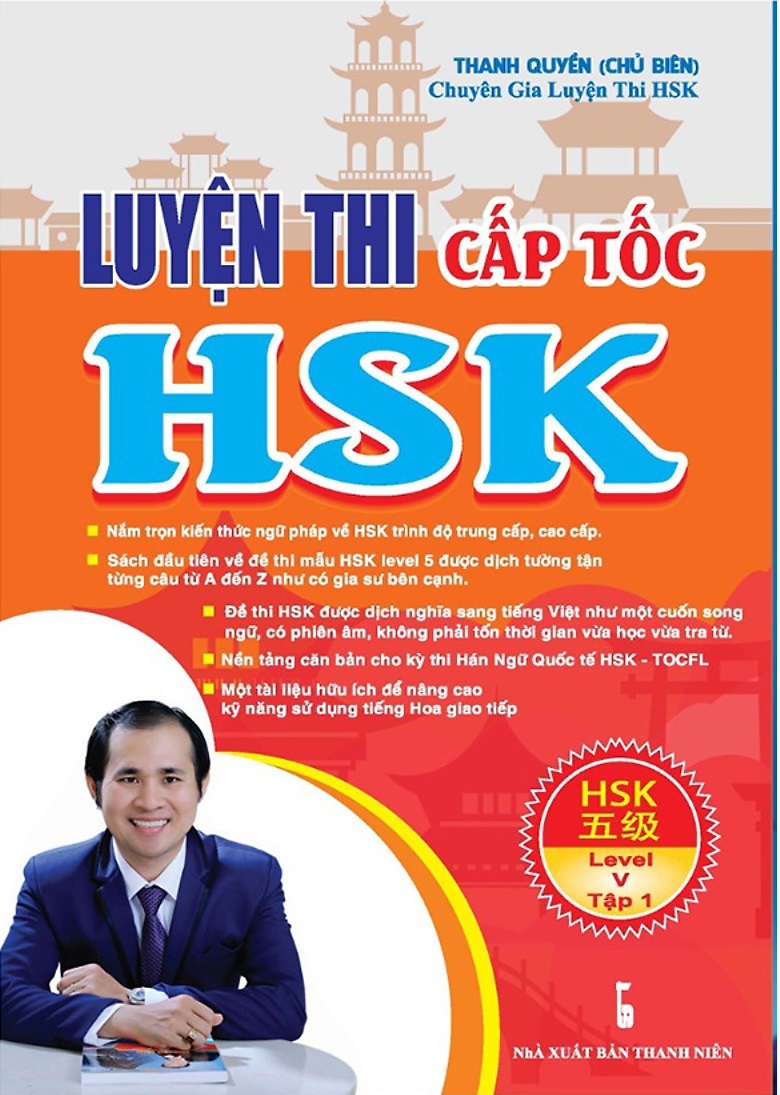 THANH QUYỀN (CHỦ BIÊN)
Chuyên Gia Luyện Thi HSK
LUYỆN THI CẤP TỐC
HSK
Nắm trọn kiến thức ngữ pháp về HSK trình độ trung cấp, cao cấp.
Sách đầu tiên về đề thi mẫu HSK level 5 được dịch tường tận
từng câu từ A đến Z như có gia sư bên cạnh.
Đề thi HSK được dịch nghĩa sang tiếng Việt như một cuốn song
ngữ, có phiên âm, không phải tốn thời gian vừa học vừa tra từ.
Nền tảng căn bản cho kỳ thi Hán Ngữ Quốc tế HSK - TOCFL
Một tài liệu hữu ích để nâng cao
kỹ năng sử dụng tiếng Hoa giao tiếp
HSK
五级
Level
V
Tập 1
NhÀ XUẤT BẢN THANH NIÊN